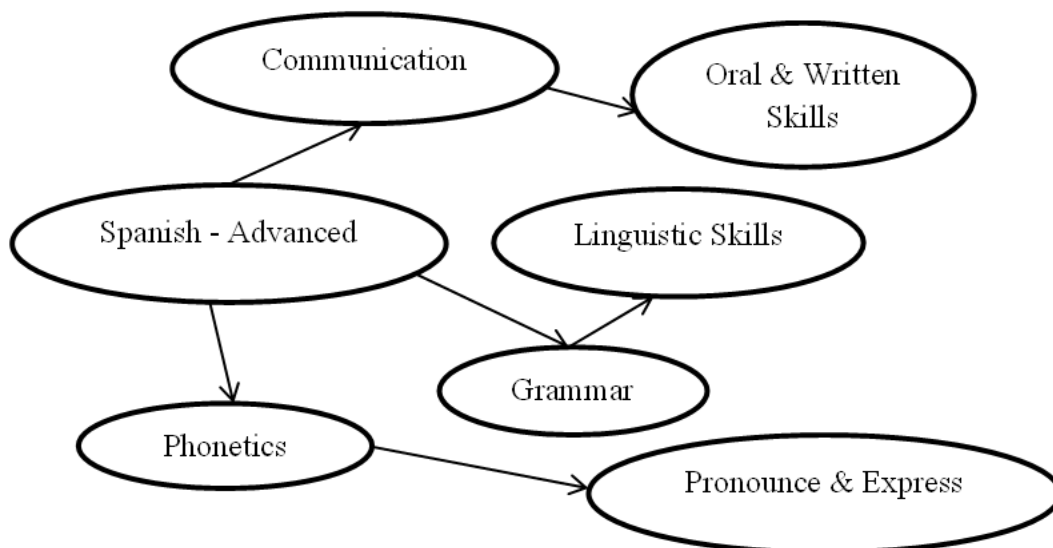 Communication
Oral & Written
Skills
Spanish - Advanced
Linguistic Skills
Grammar
Phonetics
Pronounce & Express